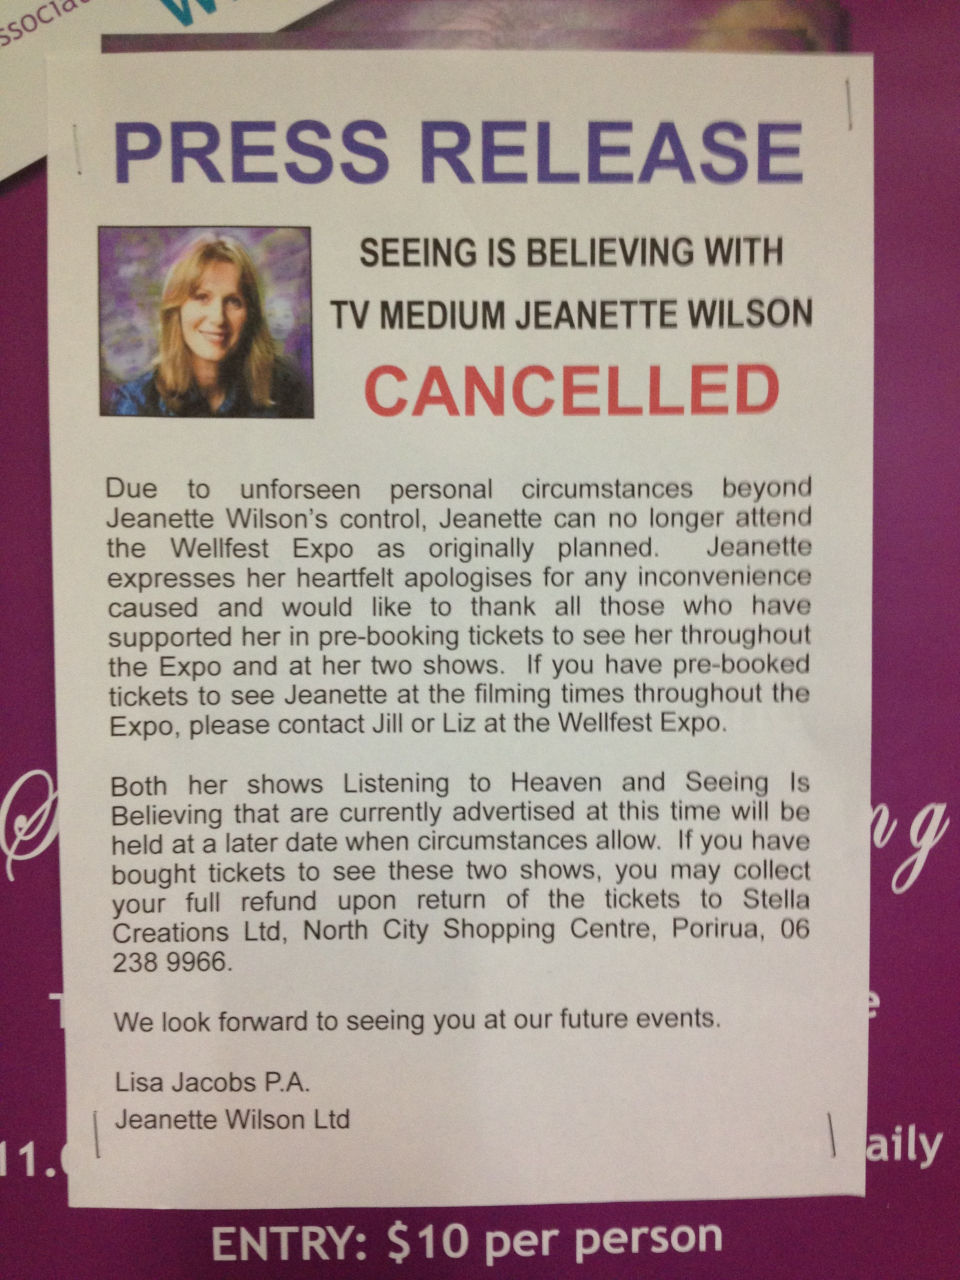 PRESS RELEASE
SEEING IS BELIEVING WITH
TV MEDIUM JEANETTE WILSON
CANCELLED
Due to unforseen personal circumstances beyond
Jeanette Wilson's control, Jeanette can no longer attend
the Wellfest Expo as originally planned. Jeanette
expresses her heartfelt apologises for any inconvenience
caused and would like to thank all those who have
supported her in pre-booking tickets to see her throughout
the Expo and at her two shows. If you have pre-booked
tickets to see Jeanette at the filming times throughout the
Expo, please contact Jill or Liz at the Wellfest Expo.
Both her shows Listening to Heaven and Seeing Is
Believing that are currently advertised at this time will be
held at a later date when circumstances allow. If you have
bought tickets to see these two shows, you may collect
your full refund upon return of the tickets to Stella
Creations Ltd, North City Shopping Centre, Porirua, 06
238 9966.
We look forward to seeing you at our future events.
Lisa Jacobs P.A.
Jeanette Wilson Ltd
ENTRY: $10 per person